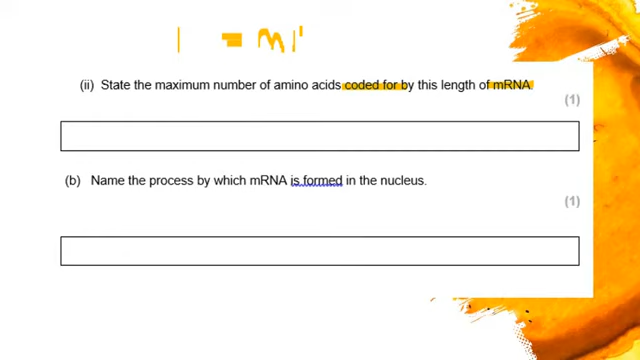 (ii) State the maximum number of amino acids coded for by this length of mRNA.
(1)
(b) Name the process by which mRNA is formed in the nucleus.
(1)